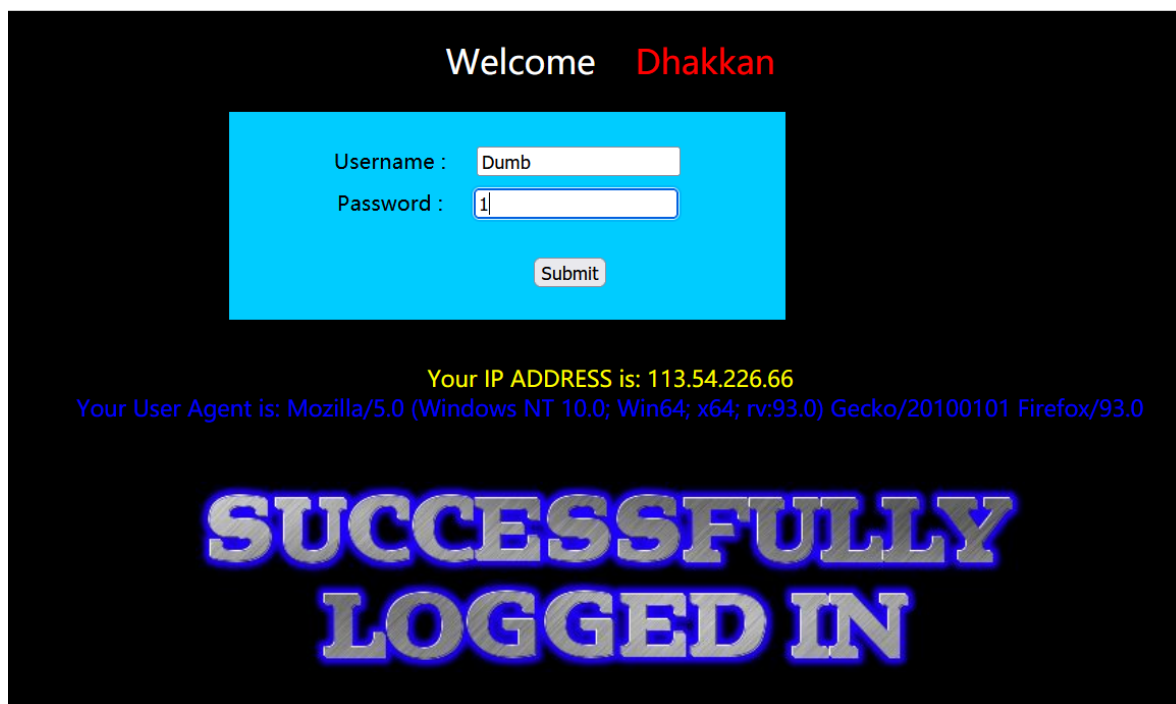 Welcome Dhakkan
Username : Dumb
Password : 1
Submit
Your IP ADDRESS is: 113.54.226.66
Your User Agent is: Mozilla/5.0 (Windows NT 10.0; Win64; x64; rv:93.0) Gecko/20100101 Firefox/93.0
SUCCESSFULLY
LOGGED IN